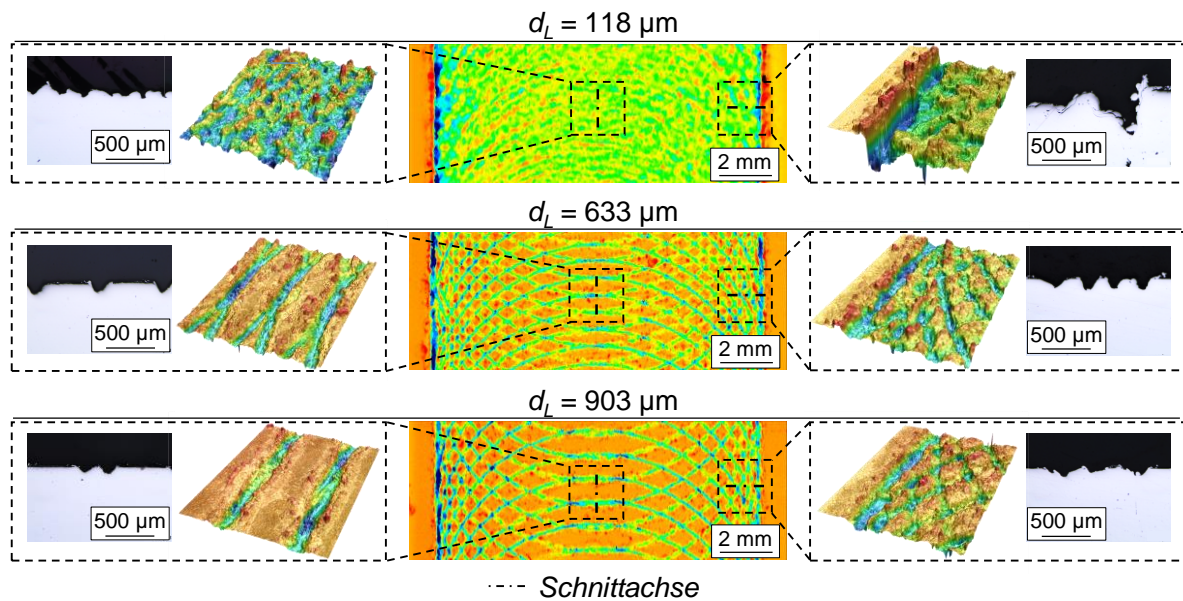 d_L = 118 µm
500 µm
2 mm
500 µm
d_L = 633 µm
500 µm
2 mm
500 µm
d_L = 903 µm
500 µm
2 mm
500 µm
Schnittachse